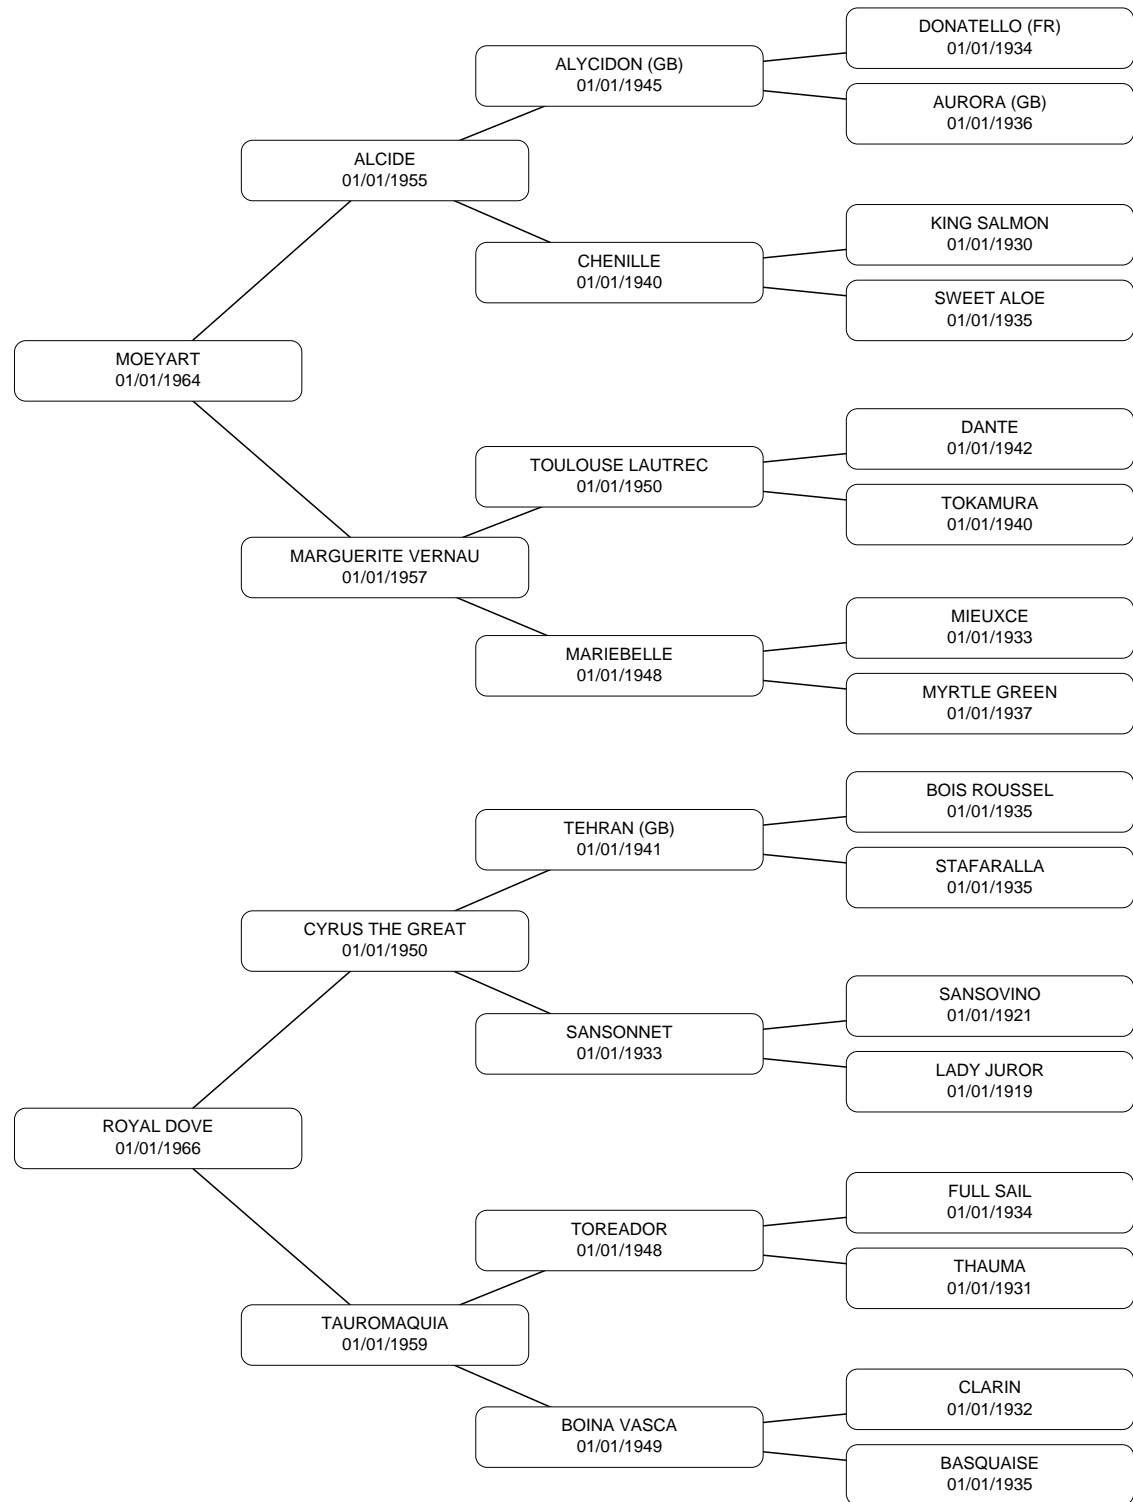 DONATELLO (FR)
01/01/1934
ALYCIDON (GB)
01/01/1945
AURORA (GB)
01/01/1936
ALCIDE
01/01/1955
KING SALMON
01/01/1930
CHENILLE
01/01/1940
SWEET ALOE
01/01/1935
MOEYART
01/01/1964
DANTE
01/01/1942
TOULOUSE LAUTREC
01/01/1950
TOKAMURA
01/01/1940
MARGUERITE VERNAU
01/01/1957
MIEUXCE
01/01/1933
MARIEBELLE
01/01/1948
MYRTLE GREEN
01/01/1937
BOIS ROUSSEL
01/01/1935
TEHRAN (GB)
01/01/1941
STAFARALLA
01/01/1935
CYRUS THE GREAT
01/01/1950
SANSOVINO
01/01/1921
SANSONNET
01/01/1933
LADY JUROR
01/01/1919
ROYAL DOVE
01/01/1966
FULL SAIL
01/01/1934
TOREADOR
01/01/1948
THAUMA
01/01/1931
TAUROMAQUIA
01/01/1959
CLARIN
01/01/1932
BOINA VASCA
01/01/1949
BASQUAISE
01/01/1935